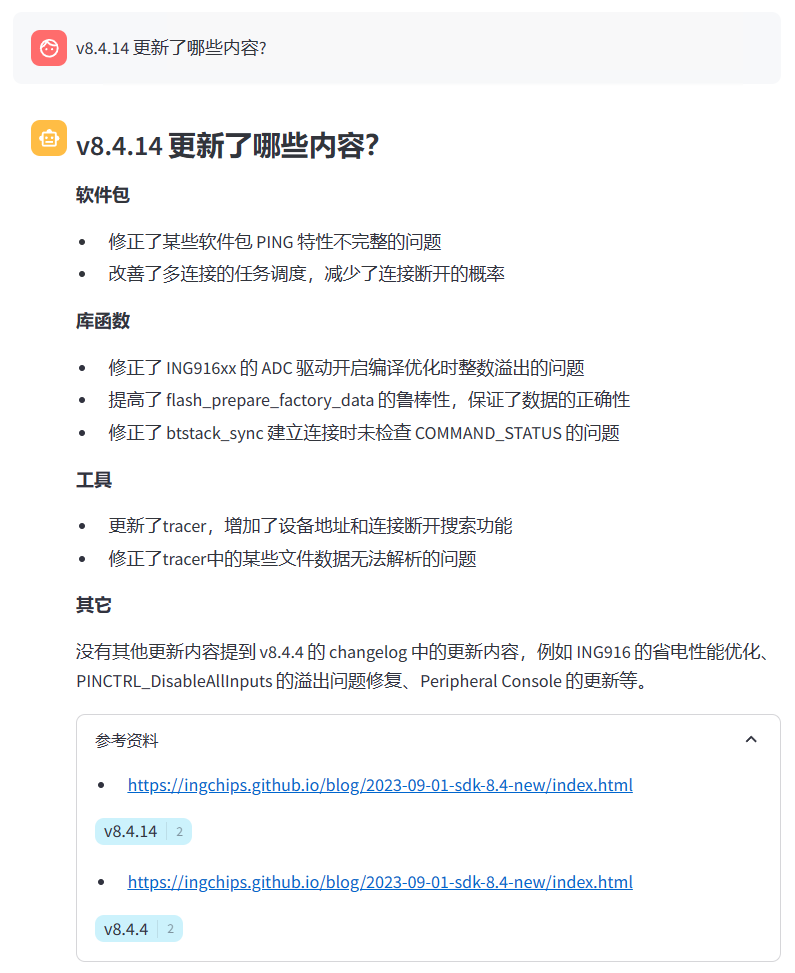 v8.4.14 更新了哪些内容?
v8.4.14 更新了哪些内容?
软件包
• 修正了某些软件包 PING 特性不完整的问题
• 改善了多连接的任务调度，减少了连接断开的概率
库函数
• 修正了 ING916xx 的 ADC 驱动开启编译优化时整数溢出的问题
• 提高了 flash_prepare_factory_data 的鲁棒性，保证了数据的正确性
• 修正了 btstack_sync 建立连接时未检查 COMMAND_STATUS 的问题
工具
• 更新了tracer，增加了设备地址和连接断开搜索功能
• 修正了tracer中的某些文件数据无法解析的问题
其它
没有其他更新内容提到 v8.4.4 的 changelog 中的更新内容，例如 ING916 的省电性能优化、
PINCTRL_DisableAllInputs 的溢出问题修复、Peripheral Console 的更新等。
参考资料
• https://ingchips.github.io/blog/2023-09-01-sdk-8.4-new/index.html
v8.4.14 2
• https://ingchips.github.io/blog/2023-09-01-sdk-8.4-new/index.html
v8.4.4 2